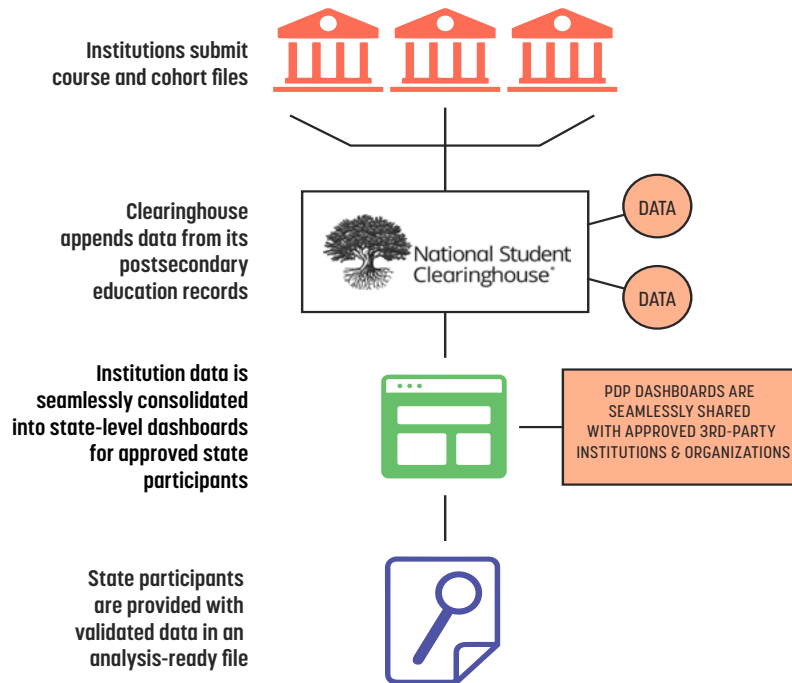 Institutions submit
course and cohort files
Clearinghouse
appends data from its
postsecondary
education records
National Student
Clearinghouse®
DATA
DATA
Institution data is
seamlessly consolidated
into state-level dashboards
for approved state
participants
PDP DASHBOARDS ARE
SEAMLESSLY SHARED
WITH APPROVED 3RD-PARTY
INSTITUTIONS & ORGANIZATIONS
State participants
are provided with
validated data in an
analysis-ready file